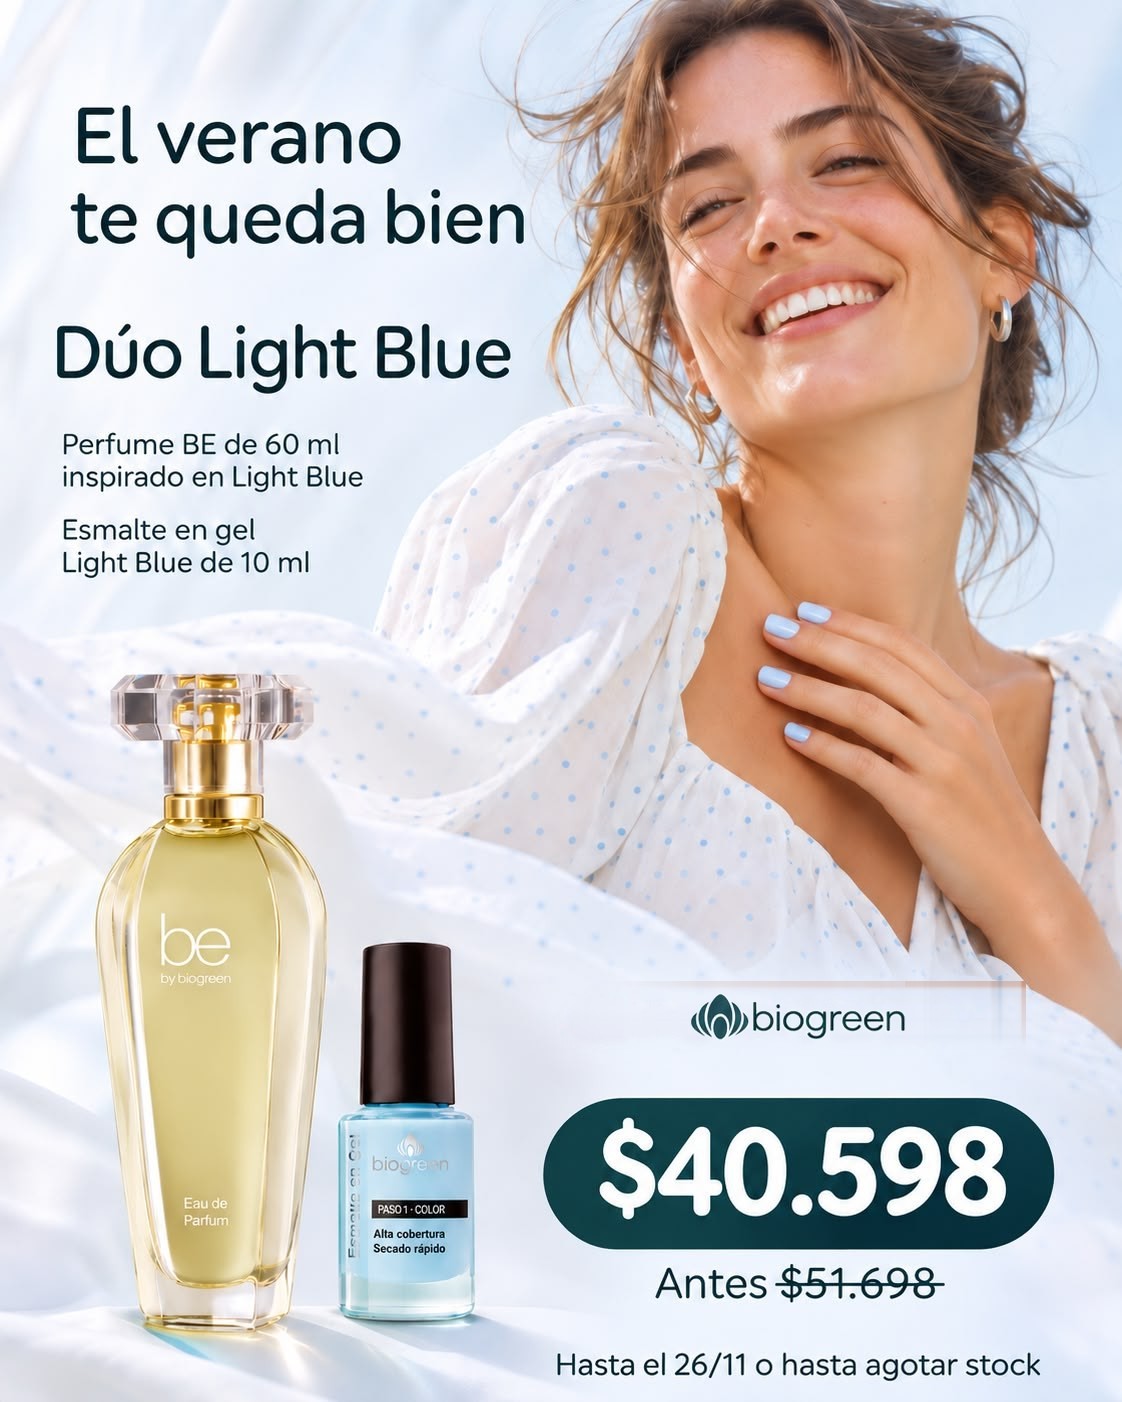 El verano
te queda bien
Dúo Light Blue
Perfume BE de 60 ml
inspirado en Light Blue
Esmalte en gel
Light Blue de 10 ml
be
by biogreen
Eau de
Parfum
biogreen
Esmalte en Gel
PASO 1 · COLOR
Alta cobertura
Secado rápido
biogreen
$40.598
Antes $51.698
Hasta el 26/11 o hasta agotar stock